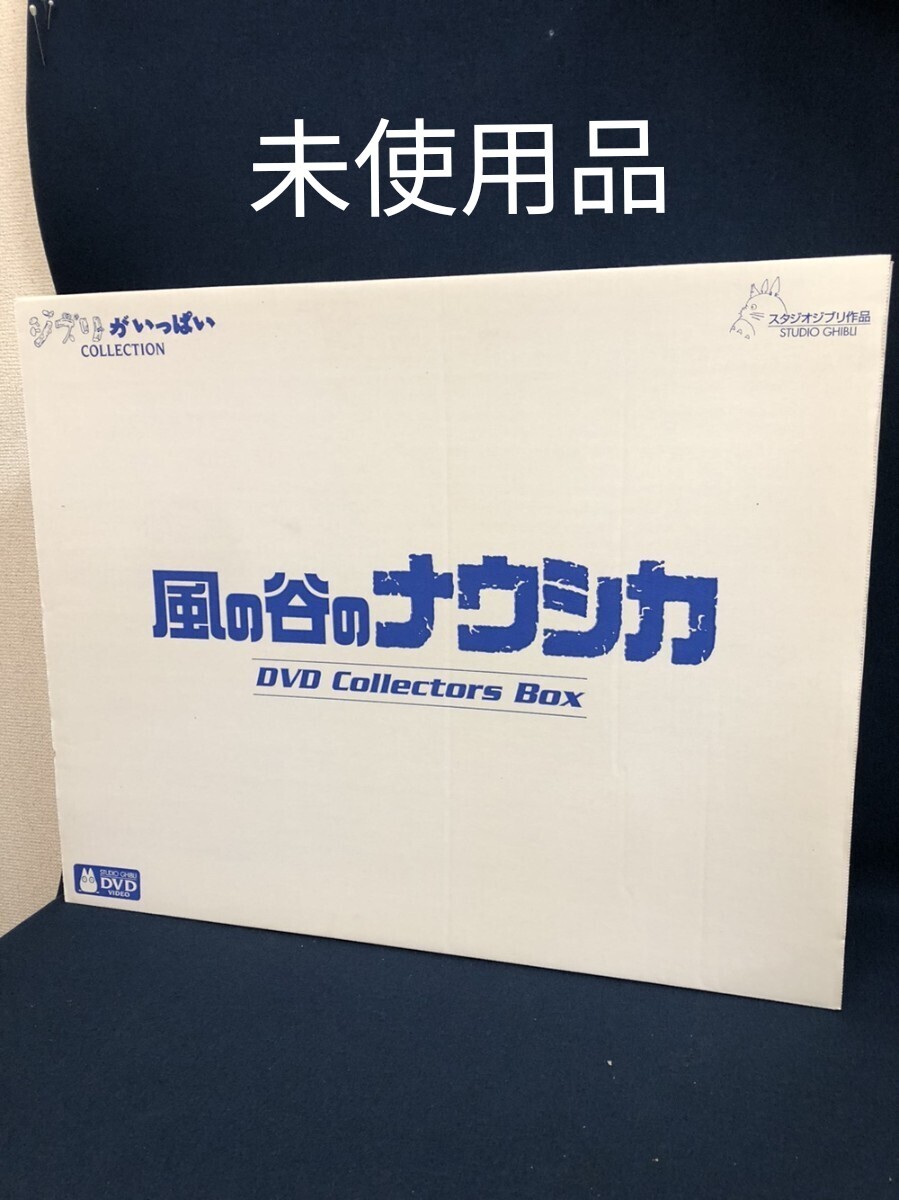 未使用品
ジブリがいっぱい
COLLECTION
スタジオジブリ作品
STUDIO GHIBLI
風の谷のナウシカ
DVD Collectors Box
STUDIO GHIBLI
DVD
VIDEO